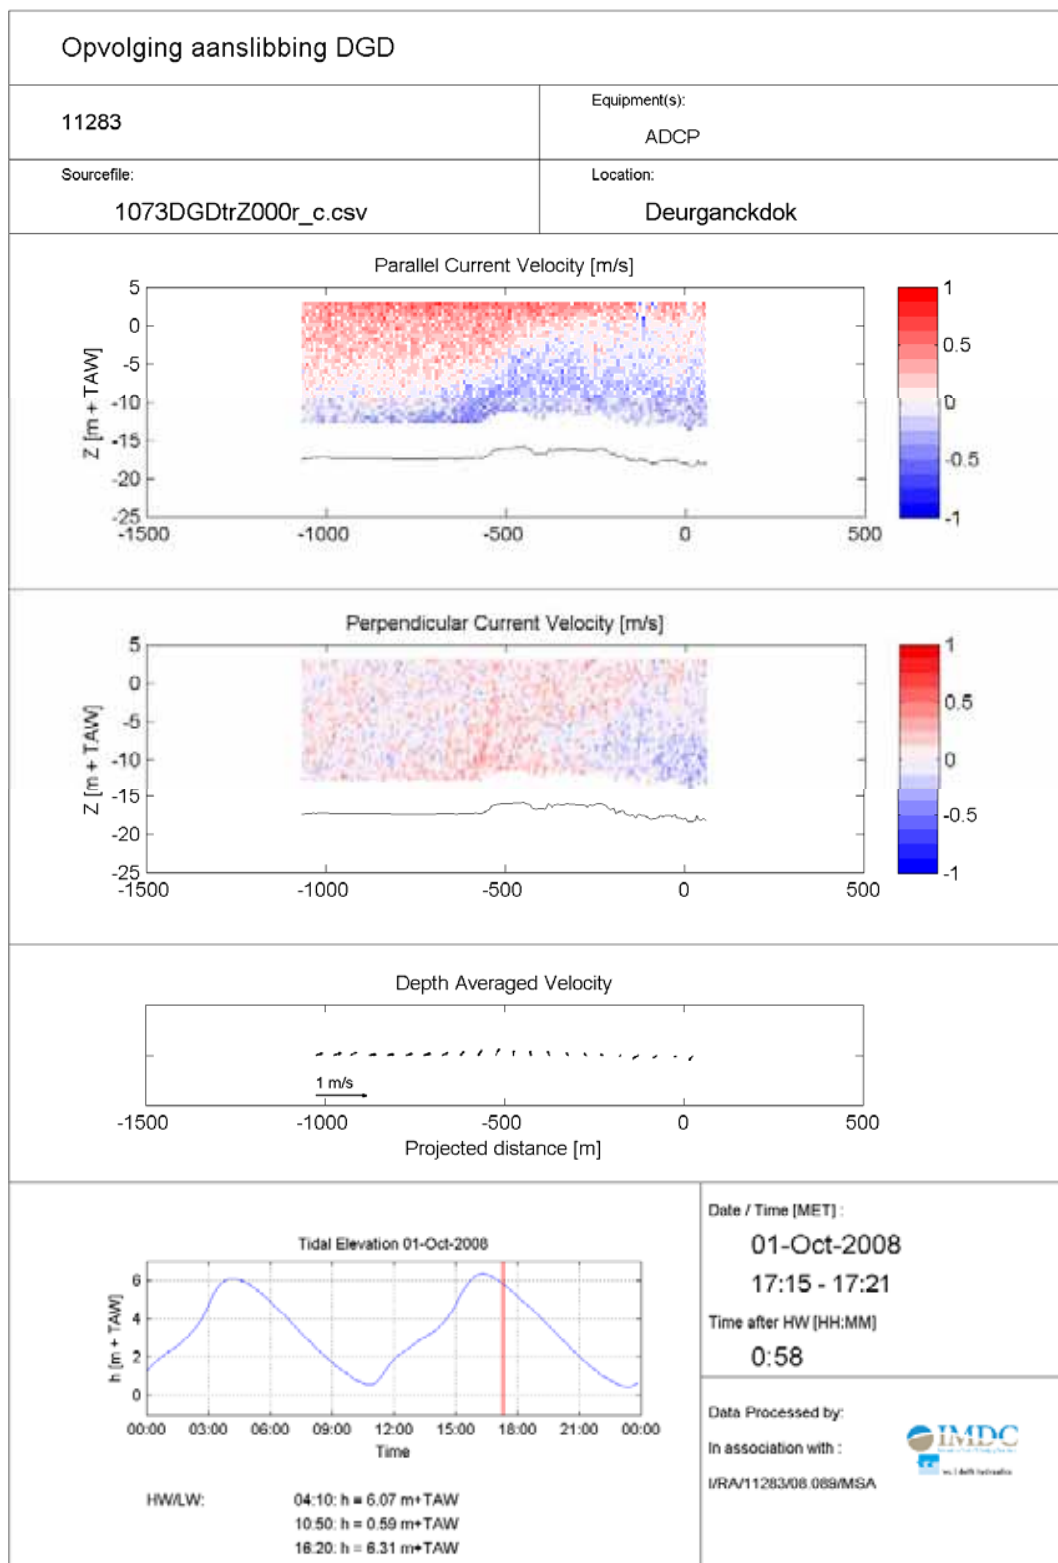 Opvolging aanslibbing DGD
11283
Equipment(s):
ADCP
Sourcefile:
1073DGDtrZ000r_c.csv
Location:
Deurganckdok
Parallel Current Velocity [m/s]
5
0
-5
-10
-15
-20
-25
Z [m + TAW]
-1500
-1000
-500
0
500
1
0.5
0
-0.5
-1
Perpendicular Current Velocity [m/s]
5
0
-5
-10
-15
-20
-25
Z [m + TAW]
-1500
-1000
-500
0
500
1
0.5
0
-0.5
-1
Depth Averaged Velocity
1 m/s
-1500
-1000
-500
0
500
Projected distance [m]
Tidal Elevation 01-Oct-2008
6
4
2
0
h [m + TAW]
00:00
03:00
06:00
09:00
12:00
15:00
18:00
21:00
00:00
Time
HW/LW:
04:10: h = 6.07 m+TAW
10:50: h = 0.59 m+TAW
16:20: h = 6.31 m+TAW
Date / Time [MET] :
01-Oct-2008
17:15 - 17:21
Time after HW [HH:MM]
0:58
Data Processed by:
In association with :
I/RA/11283/08.089/MSA
IMDC
wl | delft hydraulics